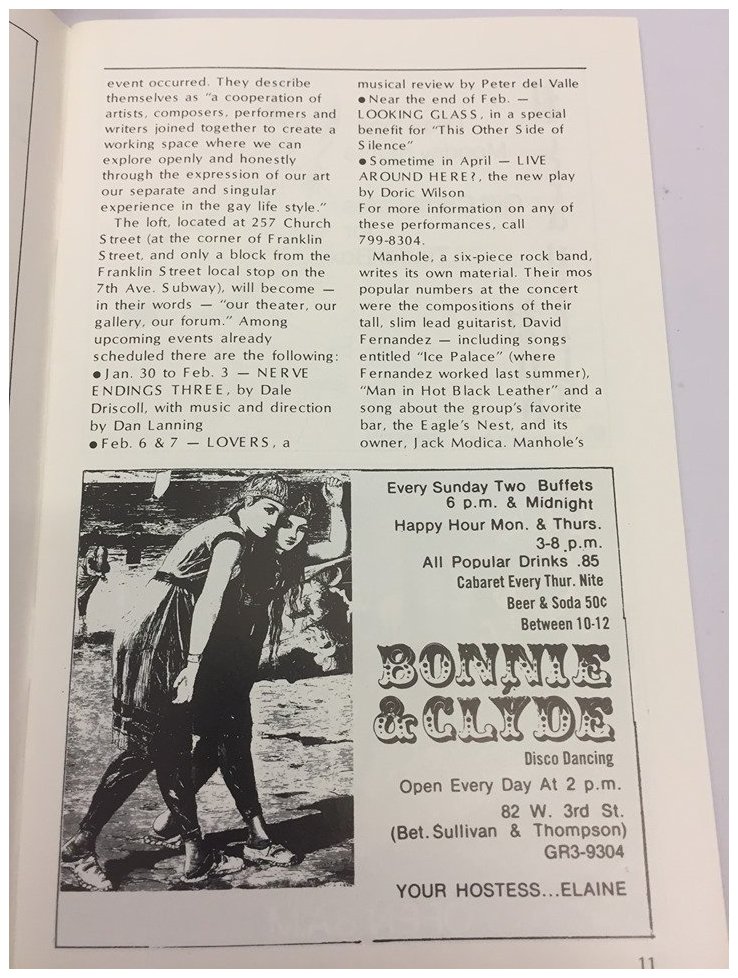 event occurred. They describe
themselves as "a cooperation of
artists, composers, performers and
writers joined together to create a
working space where we can
explore openly and honestly
through the expression of our art
our separate and singular
experience in the gay life style."
The loft, located at 257 Church
Street (at the corner of Franklin
Street, and only a block from the
Franklin Street local stop on the
7th Ave. Subway), will become —
in their words — "our theater, our
gallery, our forum." Among
upcoming events already
scheduled there are the following:
●Jan. 30 to Feb. 3 — NERVE
ENDINGS THREE, by Dale
Driscoll, with music and direction
by Dan Lanning
●Feb. 6 & 7 — LOVERS, a
musical review by Peter del Valle
●Near the end of Feb. —
LOOKING GLASS, in a special
benefit for "This Other Side of
Silence"
●Sometime in April — LIVE
AROUND HERE?, the new play
by Doric Wilson
For more information on any of
these performances, call
799-8304.
Manhole, a six-piece rock band,
writes its own material. Their mos
popular numbers at the concert
were the compositions of their
tall, slim lead guitarist, David
Fernandez — including songs
entitled "Ice Palace" (where
Fernandez worked last summer),
"Man in Hot Black Leather" and a
song about the group's favorite
bar, the Eagle's Nest, and its
owner, Jack Modica. Manhole's
Every Sunday Two Buffets
6 p.m. & Midnight
Happy Hour Mon. & Thurs.
3-8 p.m.
All Popular Drinks .85
Cabaret Every Thur. Nite
Beer & Soda 50¢
Between 10-12
BONNIE
& CLYDE
Disco Dancing
Open Every Day At 2 p.m.
82 W. 3rd St.
(Bet. Sullivan & Thompson)
GR3-9304
YOUR HOSTESS...ELAINE
11